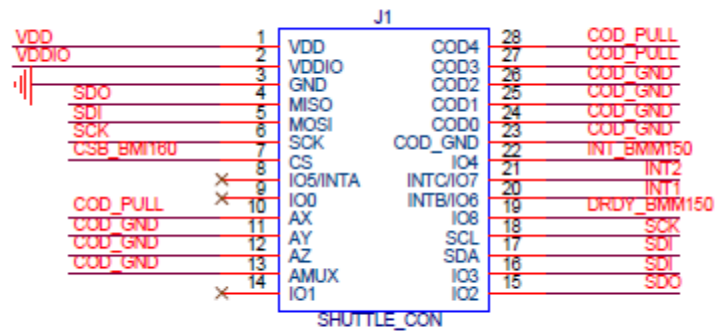 J1
VDD 1 VDD COD4 28 COD_PULL
VDDIO 2 VDDIO COD3 27 COD_PULL
3 GND COD2 26 COD_GND
SDO 4 MISO COD1 25 COD_GND
SDI 5 MOSI COD0 24 COD_GND
SCK 6 SCK COD_GND 23 COD_GND
CSB_BMI160 7 CS IO4 22 INT_BMM150
8 IO5/INTA INTC/IO7 21 INT2
9 IO0 INTB/IO6 20 INT1
COD_PULL 10 AX IO8 19 DRDY_BMM150
COD_GND 11 AY SCL 18 SCK
COD_GND 12 AZ SDA 17 SDI
COD_GND 13 AMUX IO3 16 SDI
14 IO1 IO2 15 SDO
SHUTTLE_CON